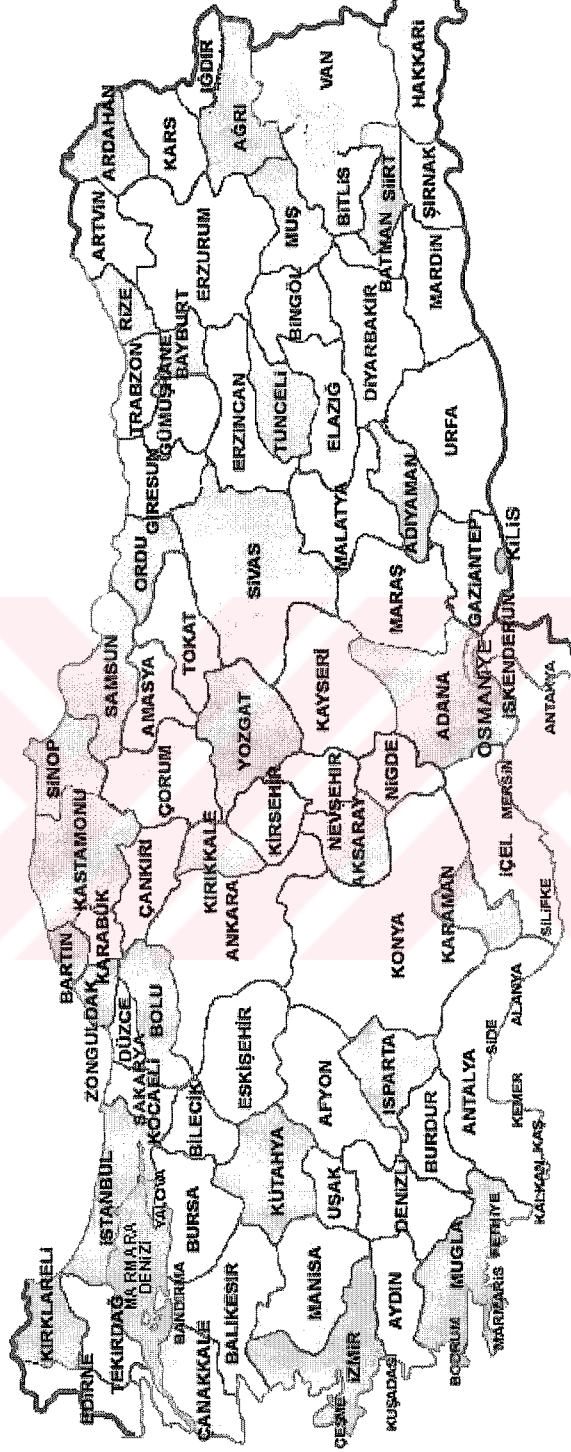 KIRKLARELİ
EDİRNE
TEKİRDAĞ
İSTANBUL
MARMARA
DENİZİ
YALOVA
KOCAELİ
SAKARYA
DÜZCE
ZONGULDAK
BARTIN
KARABÜK
KASTAMONU
SİNOP
SAMSUN
ORDU
GİRESUN
TRABZON
GÜMÜŞHANE
RİZE
BAYBURT
ARTVİN
ARDAHAN
KARS
IĞDIR
ÇANAKKALE
BANDIRMA
BALIKESİR
BURSA
BİLECİK
BOLU
ÇANKIRI
ÇORUM
AMASYA
TOKAT
SİVAS
ERZİNCAN
ERZURUM
AĞRI
ESKİŞEHİR
ANKARA
KIRIKKALE
YOZGAT
KIRŞEHİR
KÜTAHYA
MANİSA
UŞAK
AFYON
İZMİR
ÇEŞME
KUŞADASI
AYDIN
DENİZLİ
ISPARTA
BURDUR
KONYA
AKSARAY
NEVŞEHİR
NİGDE
KAYSERİ
MALATYA
ELAZIĞ
TUNCELİ
BİNGÖL
MUŞ
BİTLİS
VAN
HAKKARİ
SİİRT
ŞIRNAK
BATMAN
MARDİN
DİYARBAKIR
ADIYAMAN
URFA
MARAŞ
GAZİANTEP
KİLİS
ADANA
OSMANİYE
İSKENDERUN
ANTAKYA
MERSİN
İÇEL
SİLİFKE
KARAMAN
ALANYA
SIDE
ANTALYA
KEMER
KAŞ
KALKAN
FETHİYE
MUGLA
MARMARİS
BODRUM